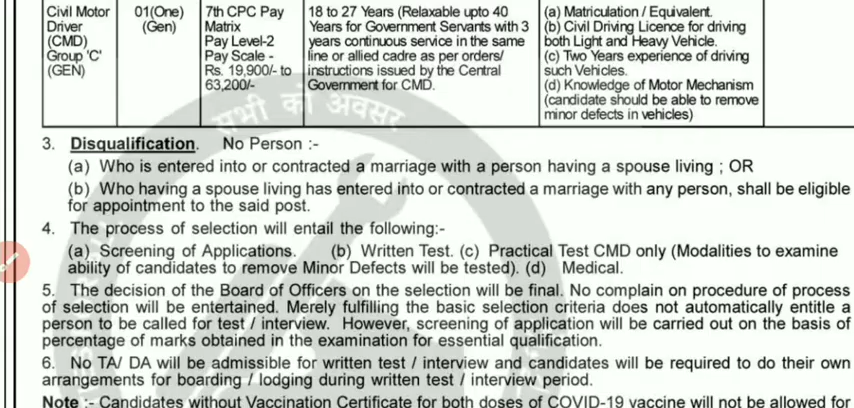 Civil Motor Driver (CMD) Group 'C' (GEN)
01(One) (Gen)
7th CPC Pay Matrix Pay Level-2 Pay Scale - Rs. 19,900/- to 63,200/-
18 to 27 Years (Relaxable upto 40 Years for Government Servants with 3 years continuous service in the same line or allied cadre as per orders/ instructions issued by the Central Government for CMD.
(a) Matriculation / Equivalent.
(b) Civil Driving Licence for driving both Light and Heavy Vehicle.
(c) Two Years experience of driving such Vehicles.
(d) Knowledge of Motor Mechanism (candidate should be able to remove minor defects in vehicles)
सभी को अवसर
3. Disqualification. No Person :-
(a) Who is entered into or contracted a marriage with a person having a spouse living ; OR
(b) Who having a spouse living has entered into or contracted a marriage with any person, shall be eligible
for appointment to the said post.
4. The process of selection will entail the following:-
(a) Screening of Applications. (b) Written Test. (c) Practical Test CMD only (Modalities to examine
ability of candidates to remove Minor Defects will be tested). (d) Medical.
5. The decision of the Board of Officers on the selection will be final. No complain on procedure of process
of selection will be entertained. Merely fulfilling the basic selection criteria does not automatically entitle a
person to be called for test / interview. However, screening of application will be carried out on the basis of
percentage of marks obtained in the examination for essential qualification.
6. No TA/ DA will be admissible for written test / interview and candidates will be required to do their own
arrangements for boarding / lodging during written test / interview period.
Note :- Candidates without Vaccination Certificate for both doses of COVID-19 vaccine will not be allowed for